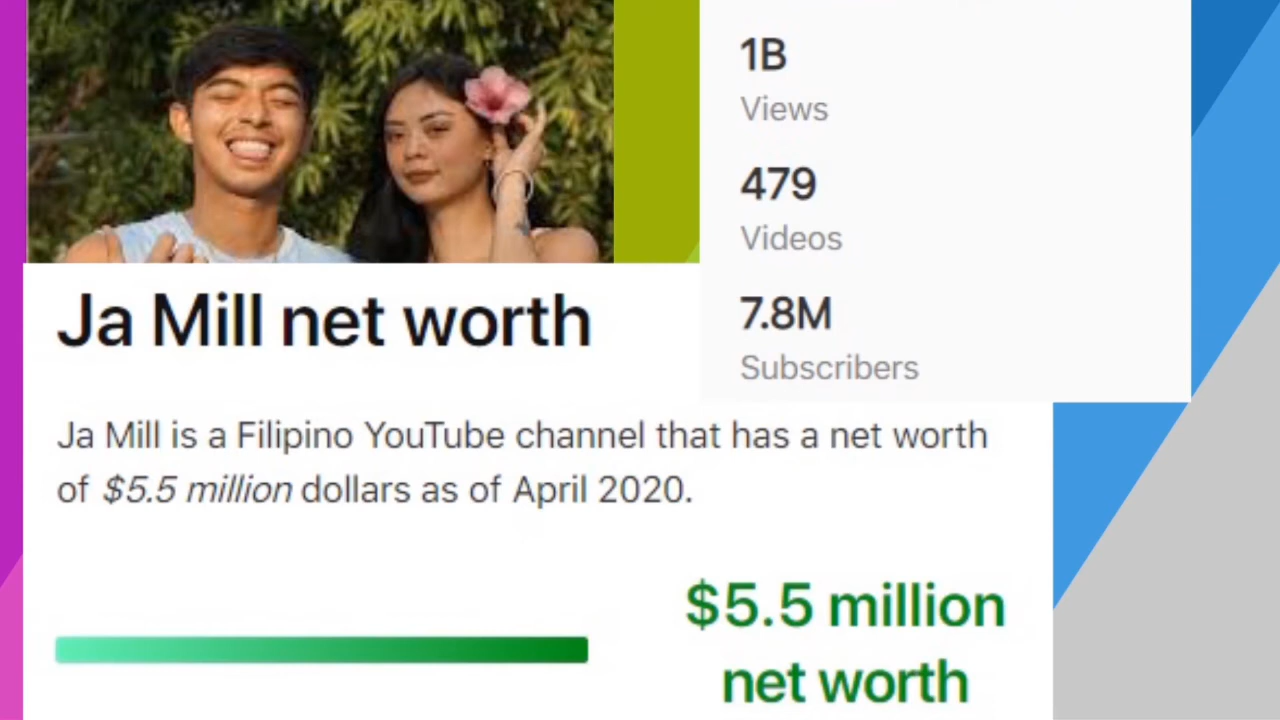 1B
Views
479
Videos
7.8M
Subscribers
Ja Mill net worth
Ja Mill is a Filipino YouTube channel that has a net worth
of $5.5 million dollars as of April 2020.
$5.5 million
net worth